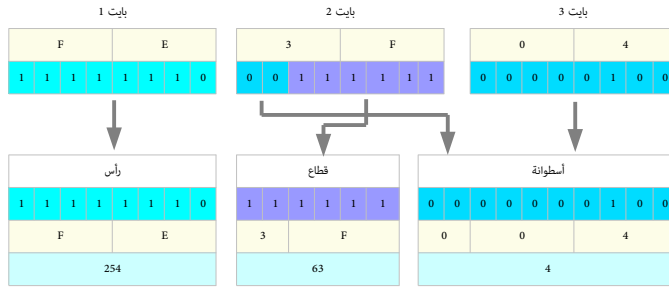 بايت 1 بايت 2 بايت 3
F E 3 F 0 4
1 1 1 1 1 1 1 0 0 0 1 1 1 1 1 1 0 0 0 0 0 1 0 0
رأس قطاع أسطوانة
1 1 1 1 1 1 1 0 1 1 1 1 1 1 0 0 0 0 0 0 0 1 0 0
F E 3 F 0 0 4
254 63 4